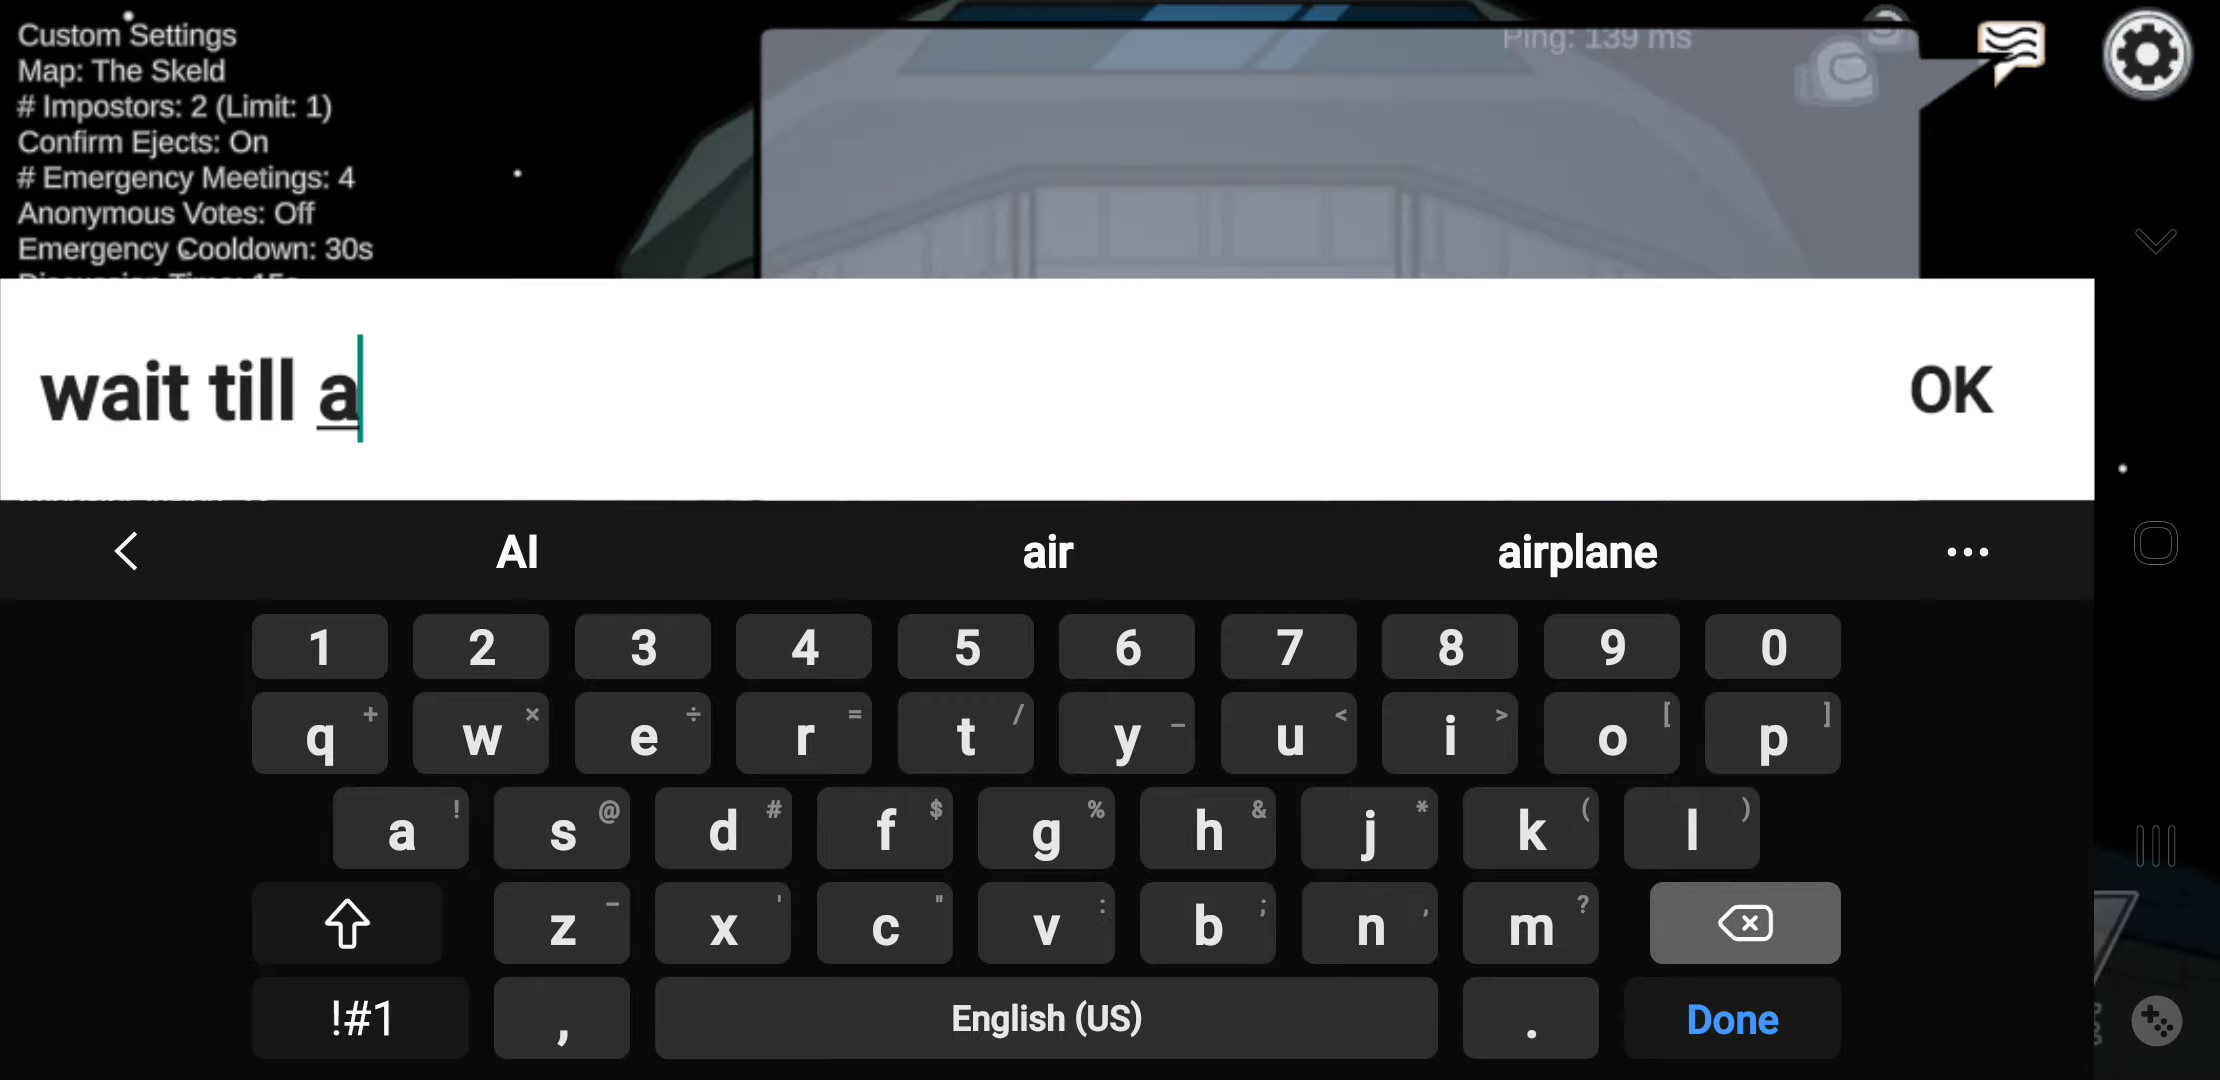 Custom Settings
Map: The Skeld
# Impostors: 2 (Limit: 1)
Confirm Ejects: On
# Emergency Meetings: 4
Anonymous Votes: Off
Emergency Cooldown: 30s
Ping: 139 ms
wait till a
OK
AI air airplane
1 2 3 4 5 6 7 8 9 0
q + w × e ÷ r = t / y _ u < i > o [ p ]
a ! s @ d # f $ g % h & j * k ( l )
z - x ' c " v : b ; n , m ?
!#1 , English (US) . Done